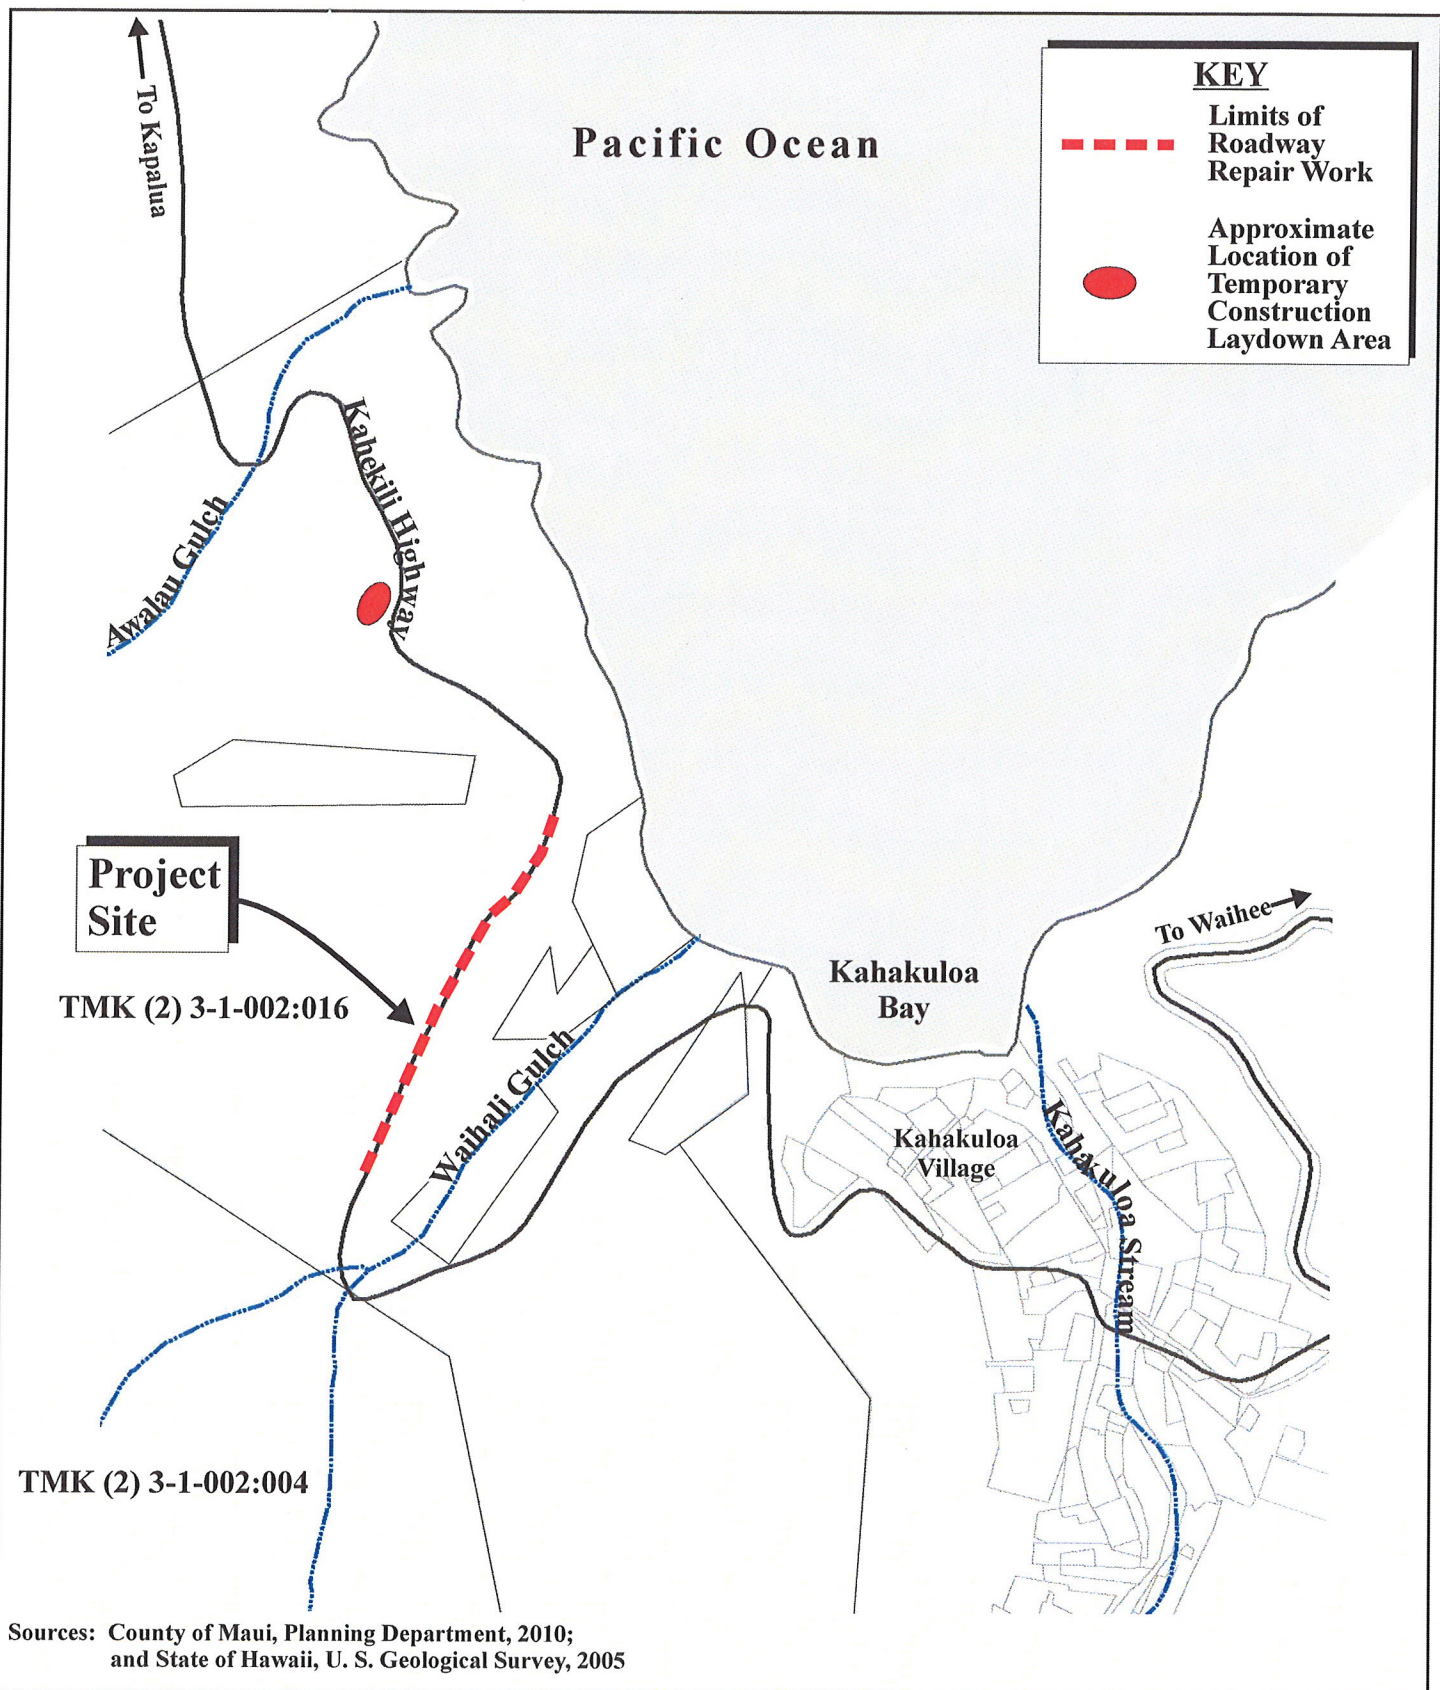 To Kapalua
Pacific Ocean
KEY
Limits of
Roadway
Repair Work
Approximate
Location of
Temporary
Construction
Laydown Area
Kahekili Highway
Awalau Gulch
Project
Site
TMK (2) 3-1-002:016
Waihali Gulch
Kahakuloa
Bay
To Waihee
Kahakuloa
Village
Kahakuloa Stream
TMK (2) 3-1-002:004
Sources: County of Maui, Planning Department, 2010;
and State of Hawaii, U. S. Geological Survey, 2005